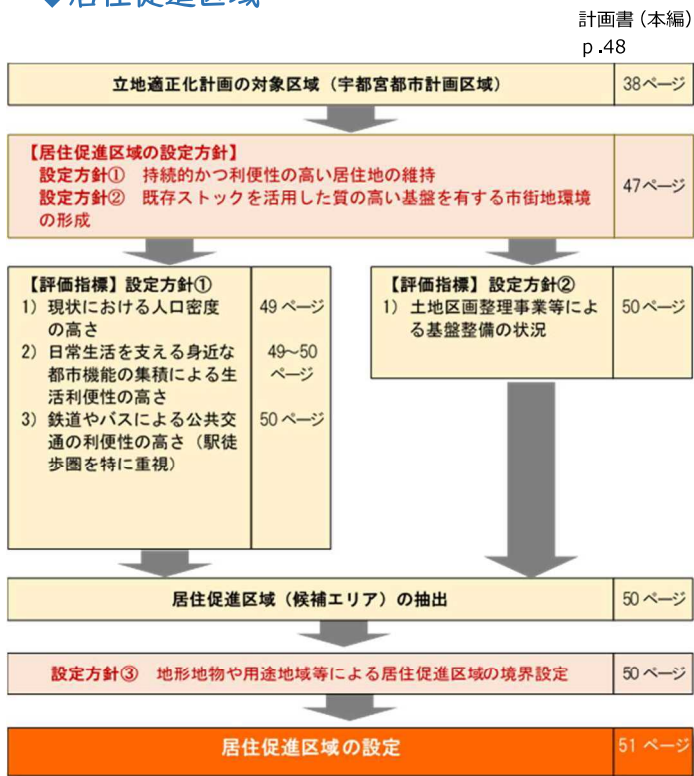 ◆居住促進区域
計画書(本編)
p.48
立地適正化計画の対象区域(宇都宮都市計画区域)
38ページ
【居住促進区域の設定方針】
設定方針① 持続的かつ利便性の高い居住地の維持
設定方針② 既存ストックを活用した質の高い基盤を有する市街地環境
の形成
47ページ
【評価指標】設定方針①
1) 現状における人口密度
の高さ
49 ページ
2) 日常生活を支える身近な
都市機能の集積による生
活利便性の高さ
49~50
ページ
3) 鉄道やバスによる公共交
通の利便性の高さ(駅徒
歩圏を特に重視)
50 ページ
【評価指標】設定方針②
1) 土地区画整理事業等によ
る基盤整備の状況
50 ページ
居住促進区域(候補エリア)の抽出
50 ページ
設定方針③ 地形地物や用途地域等による居住促進区域の境界設定
50 ページ
居住促進区域の設定
51 ページ